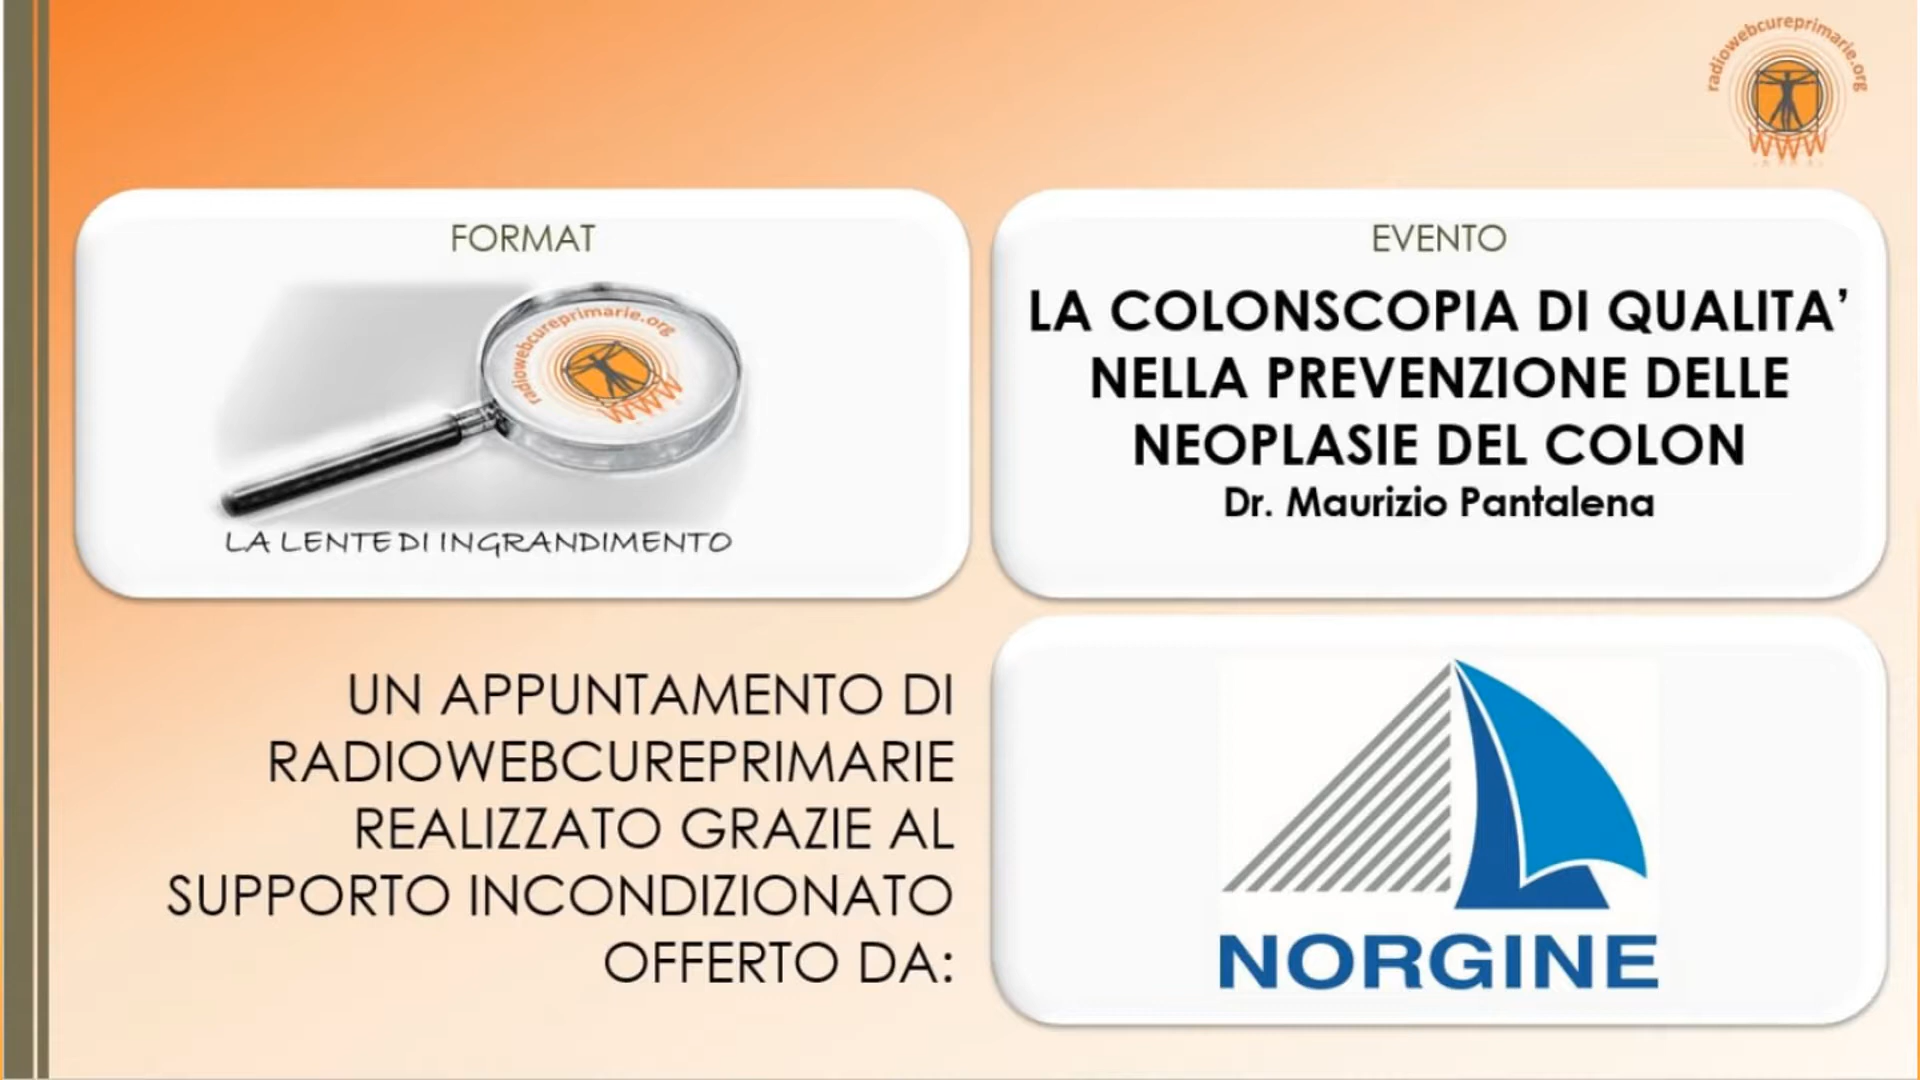 radiowebcureprimarie.org
WWW
FORMAT
radiowebcureprimarie.org
WWW
LA LENTE DI INGRANDIMENTO
EVENTO
LA COLONSCOPIA DI QUALITA’
NELLA PREVENZIONE DELLE
NEOPLASIE DEL COLON
Dr. Maurizio Pantalena
UN APPUNTAMENTO DI
RADIOWEBCUREPRIMARIE
REALIZZATO GRAZIE AL
SUPPORTO INCONDIZIONATO
OFFERTO DA:
NORGINE